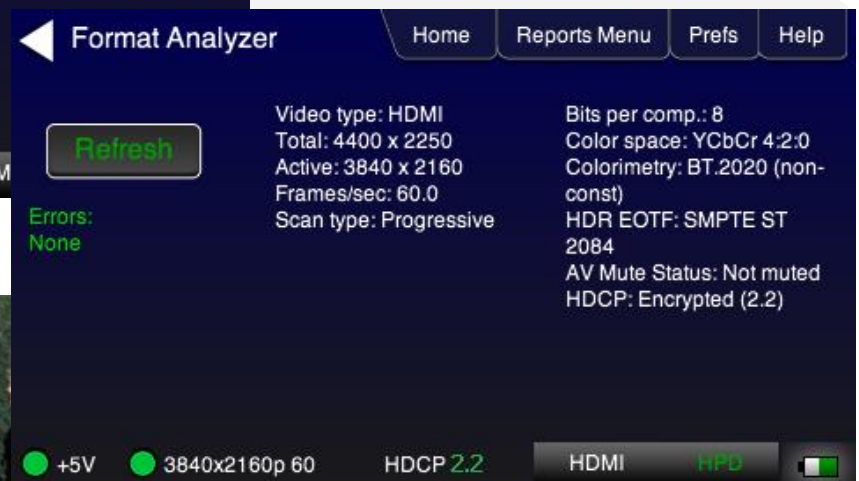 Format Analyzer
Home
Reports Menu
Prefs
Help
Refresh
Errors:
None
Video type: HDMI
Total: 4400 x 2250
Active: 3840 x 2160
Frames/sec: 60.0
Scan type: Progressive
Bits per comp.: 8
Color space: YCbCr 4:2:0
Colorimetry: BT.2020 (non-
const)
HDR EOTF: SMPTE ST
2084
AV Mute Status: Not muted
HDCP: Encrypted (2.2)
M
+5V
3840x2160p 60
HDCP 2.2
HDMI
HPD